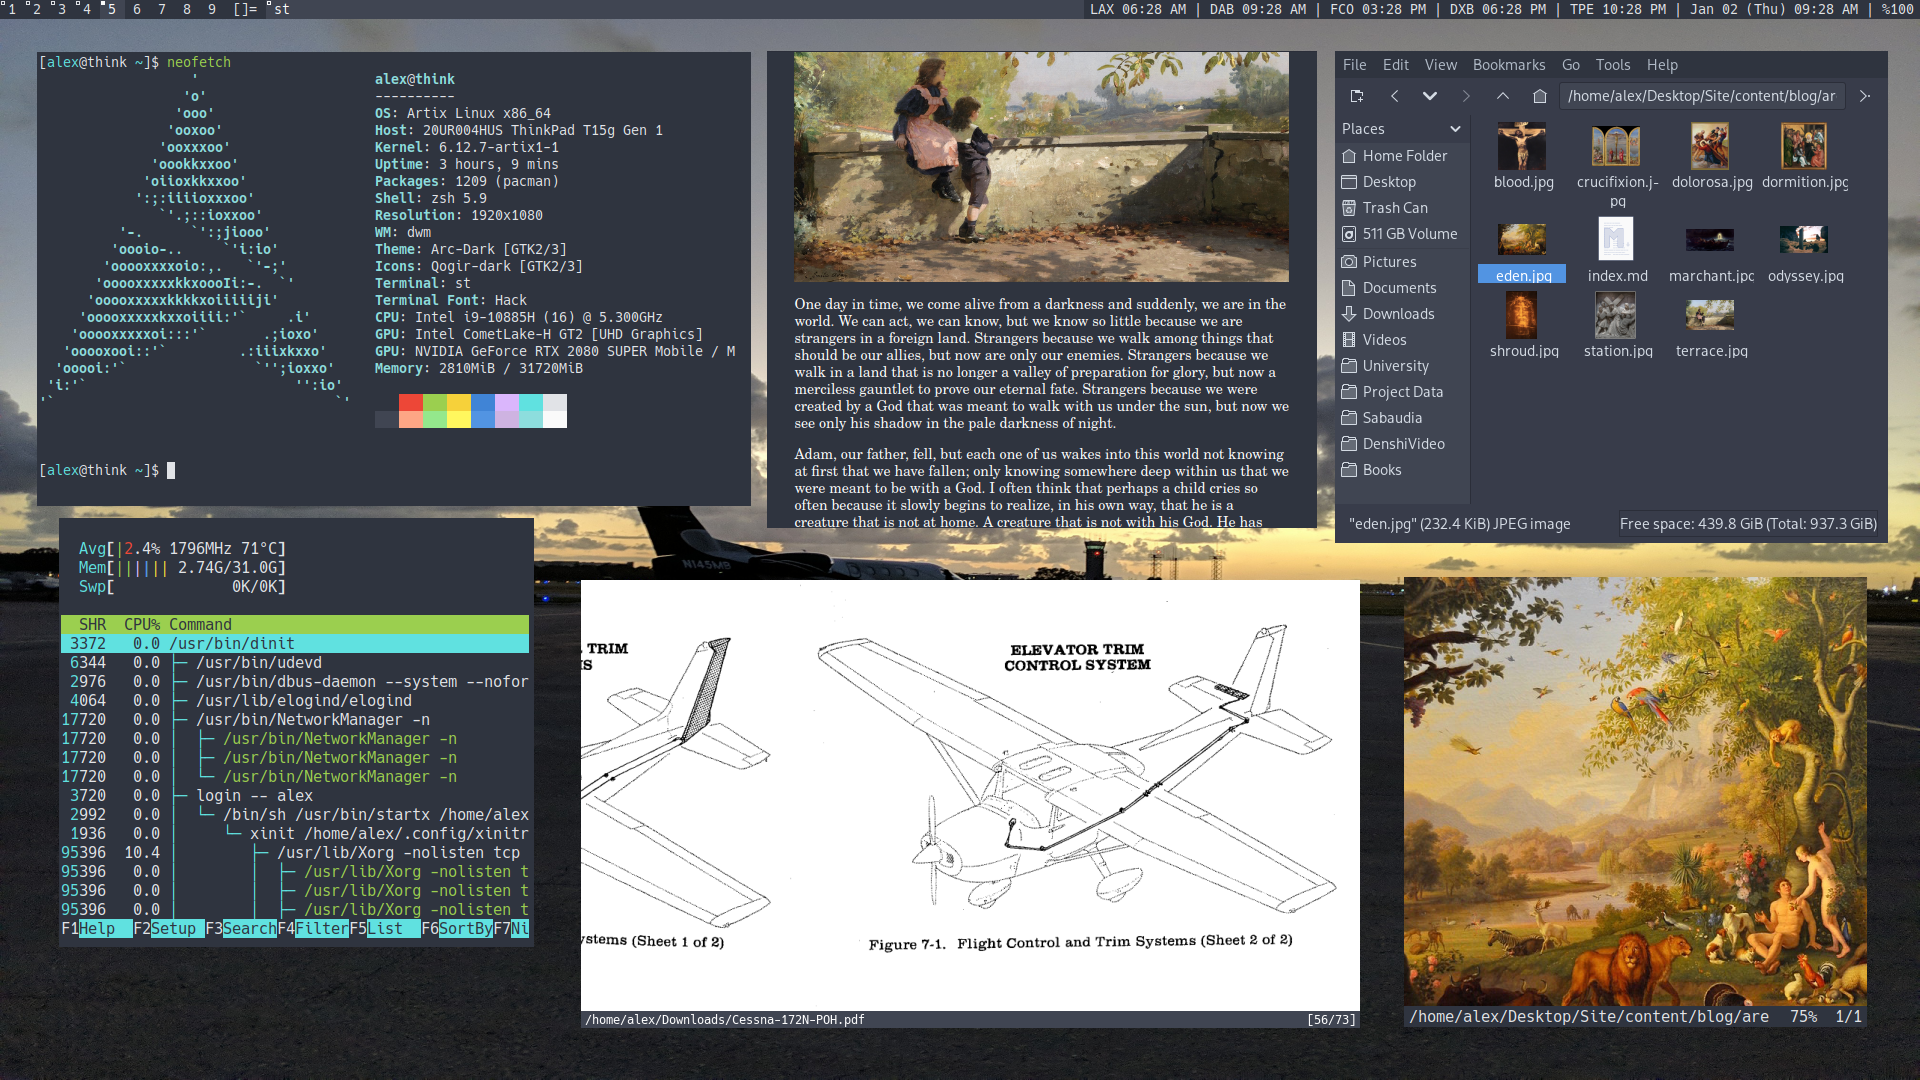 1 2 3 4 5 6 7 8 9 []= st
LAX 06:28 AM | DAB 09:28 AM | FCO 03:28 PM | DXB 06:28 PM | TPE 10:28 PM | Jan 02 (Thu) 09:28 AM | %100
[alex@think ~]$ neofetch
'
'o'
'ooo'
'ooxoo'
'ooxxxoo'
'oookkxxoo'
'oiioxkkxxoo'
':;:iiiioxxxoo'
`'.;::ioxxoo'
'-. `':;jiooo'
'oooio-.. `'i:io'
'ooooxxxxoio:,. `'-;'
'ooooxxxxxkkxoooIi:-. `'
'ooooxxxxxkkkkxoiiiiiji'
'ooooxxxxxkxxoiiii:'` .i'
'ooooxxxxxoi:::'` .;ioxo'
'ooooxooi::'` .:iiixkxxo'
'ooooi:'` `'';ioxxo'
'i:'` '':io'
'` `'
alex@think
----------
OS: Artix Linux x86_64
Host: 20UR004HUS ThinkPad T15g Gen 1
Kernel: 6.12.7-artix1-1
Uptime: 3 hours, 9 mins
Packages: 1209 (pacman)
Shell: zsh 5.9
Resolution: 1920x1080
WM: dwm
Theme: Arc-Dark [GTK2/3]
Icons: Qogir-dark [GTK2/3]
Terminal: st
Terminal Font: Hack
CPU: Intel i9-10885H (16) @ 5.300GHz
GPU: Intel CometLake-H GT2 [UHD Graphics]
GPU: NVIDIA GeForce RTX 2080 SUPER Mobile / M
Memory: 2810MiB / 31720MiB
[alex@think ~]$
One day in time, we come alive from a darkness and suddenly, we are in the
world. We can act, we can know, but we know so little because we are
strangers in a foreign land. Strangers because we walk among things that
should be our allies, but now are only our enemies. Strangers because we
walk in a land that is no longer a valley of preparation for glory, but now a
merciless gauntlet to prove our eternal fate. Strangers because we were
created by a God that was meant to walk with us under the sun, but now we
see only his shadow in the pale darkness of night.
Adam, our father, fell, but each one of us wakes into this world not knowing
at first that we have fallen; only knowing somewhere deep within us that we
were meant to be with a God. I often think that perhaps a child cries so
often because it slowly begins to realize, in his own way, that he is a
creature that is not at home. A creature that is not with his God. He has
File Edit View Bookmarks Go Tools Help
/home/alex/Desktop/Site/content/blog/ar
Places
Home Folder
Desktop
Trash Can
511 GB Volume
Pictures
Documents
Downloads
Videos
University
Project Data
Sabaudia
DenshiVideo
Books
blood.jpg crucifixion.j-pg dolorosa.jpg dormition.jpg
eden.jpg index.md marchant.jpg odyssey.jpg
shroud.jpg station.jpg terrace.jpg
"eden.jpg" (232.4 KiB) JPEG image
Free space: 439.8 GiB (Total: 937.3 GiB)
N145MB
Avg[|2.4% 1796MHz 71°C]
Mem[|||||| 2.74G/31.0G]
Swp[ 0K/0K]
SHR CPU% Command
3372 0.0 /usr/bin/dinit
6344 0.0 ├─ /usr/bin/udevd
2976 0.0 ├─ /usr/bin/dbus-daemon --system --nofor
4064 0.0 ├─ /usr/lib/elogind/elogind
17720 0.0 ├─ /usr/bin/NetworkManager -n
17720 0.0 │ ├─ /usr/bin/NetworkManager -n
17720 0.0 │ ├─ /usr/bin/NetworkManager -n
17720 0.0 │ └─ /usr/bin/NetworkManager -n
3720 0.0 ├─ login -- alex
2992 0.0 │ └─ /bin/sh /usr/bin/startx /home/alex
1936 0.0 │ └─ xinit /home/alex/.config/xinitr
95396 10.4 │ ├─ /usr/lib/Xorg -nolisten tcp
95396 0.0 │ │ ├─ /usr/lib/Xorg -nolisten t
95396 0.0 │ │ ├─ /usr/lib/Xorg -nolisten t
95396 0.0 │ │ ├─ /usr/lib/Xorg -nolisten t
F1Help F2Setup F3SearchF4FilterF5List F6SortByF7Ni
TRIM
S
ELEVATOR TRIM
CONTROL SYSTEM
ystems (Sheet 1 of 2)
Figure 7-1. Flight Control and Trim Systems (Sheet 2 of 2)
/home/alex/Downloads/Cessna-172N-POH.pdf [56/73]
/home/alex/Desktop/Site/content/blog/are 75% 1/1